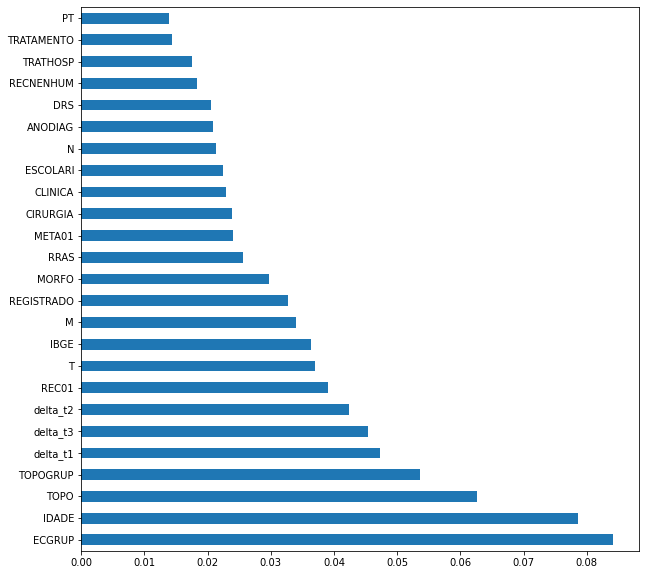 PT
TRATAMENTO
TRATHOSP
RECNENHUM
DRS
ANODIAG
N
ESCOLARI
CLINICA
CIRURGIA
META01
RRAS
MORFO
REGISTRADO
M
IBGE
T
REC01
delta_t2
delta_t3
delta_t1
TOPOGRUP
TOPO
IDADE
ECGRUP
0.00 0.01 0.02 0.03 0.04 0.05 0.06 0.07 0.08